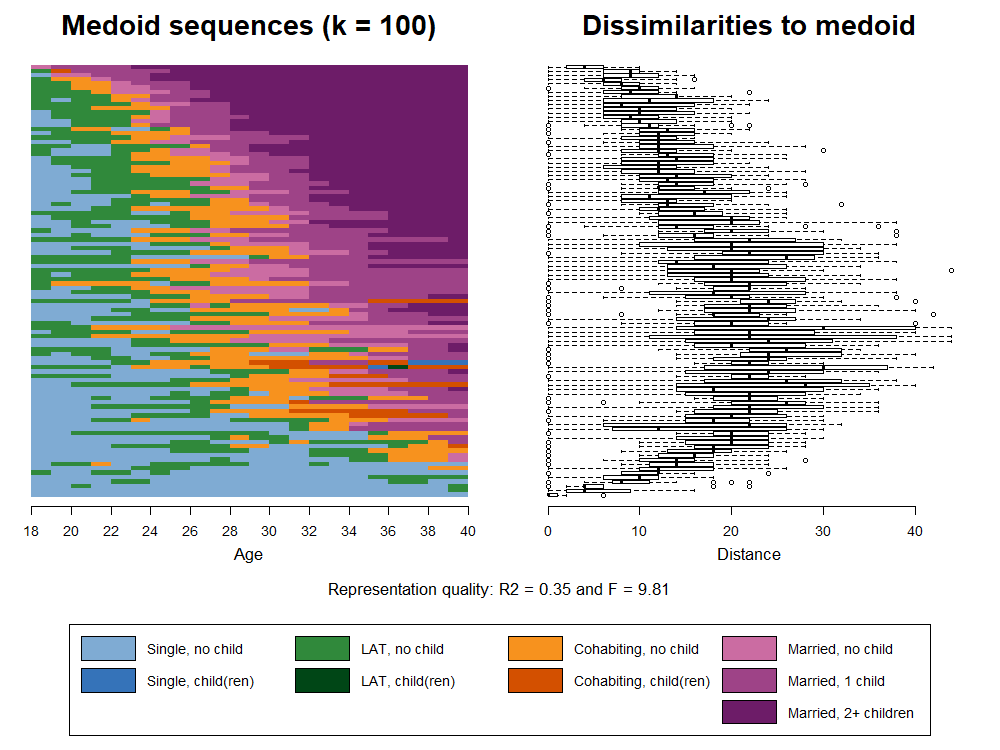 Medoid sequences (k = 100)
Dissimilarities to medoid
18 20 22 24 26 28 30 32 34 36 38 40
Age
0 10 20 30 40
Distance
Representation quality: R2 = 0.35 and F = 9.81
Single, no child
LAT, no child
Cohabiting, no child
Married, no child
Single, child(ren)
LAT, child(ren)
Cohabiting, child(ren)
Married, 1 child
Married, 2+ children